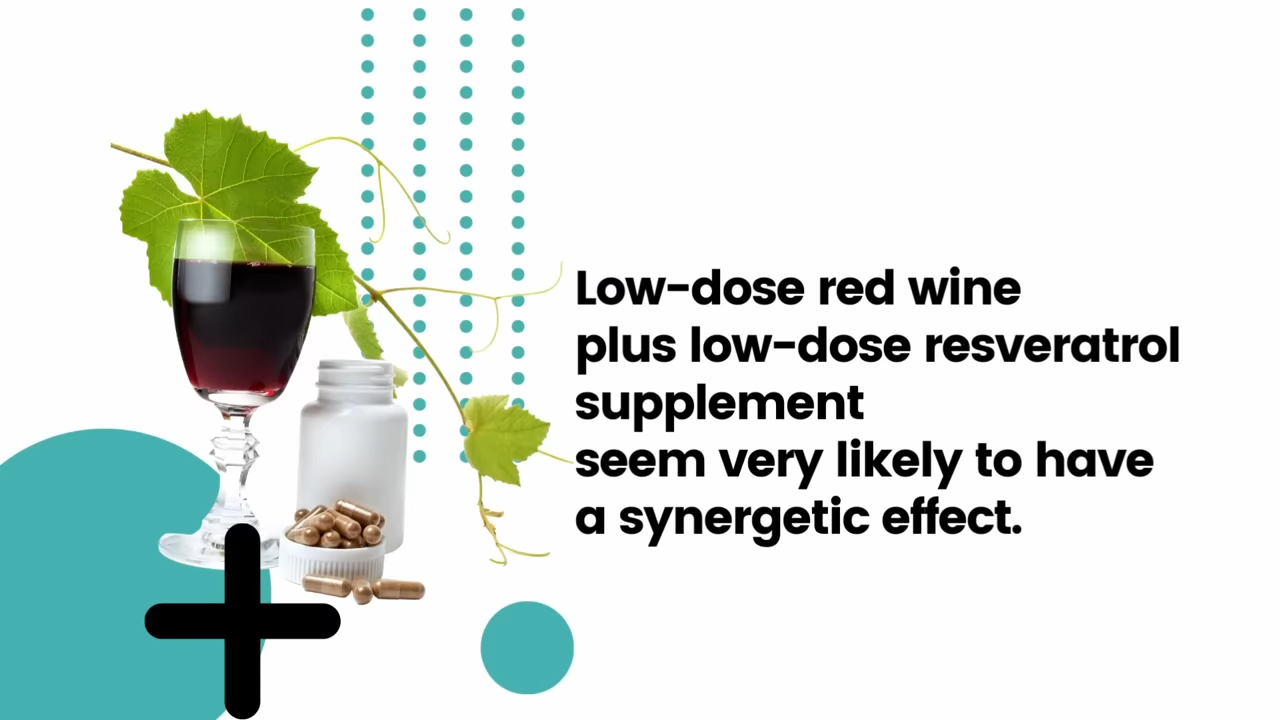 Low-dose red wine
plus low-dose resveratrol
supplement
seem very likely to have
a synergetic effect.